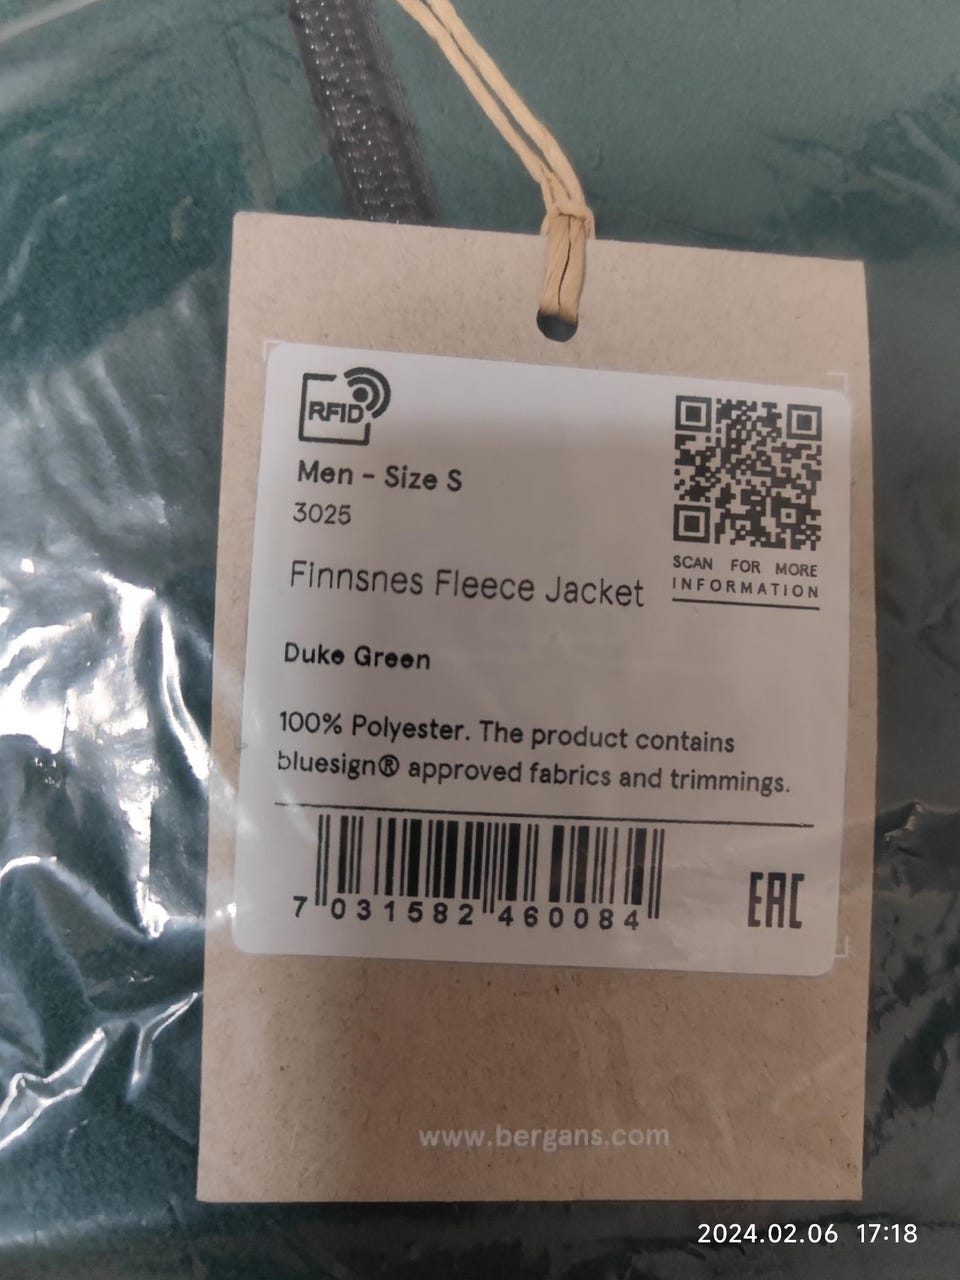 RFID
Men - Size S
3025
SCAN FOR MORE
INFORMATION
Finnsnes Fleece Jacket
Duke Green
100% Polyester. The product contains
bluesign® approved fabrics and trimmings.
7 031582 460084
EAC
www.bergans.com
2024.02.06 17:18